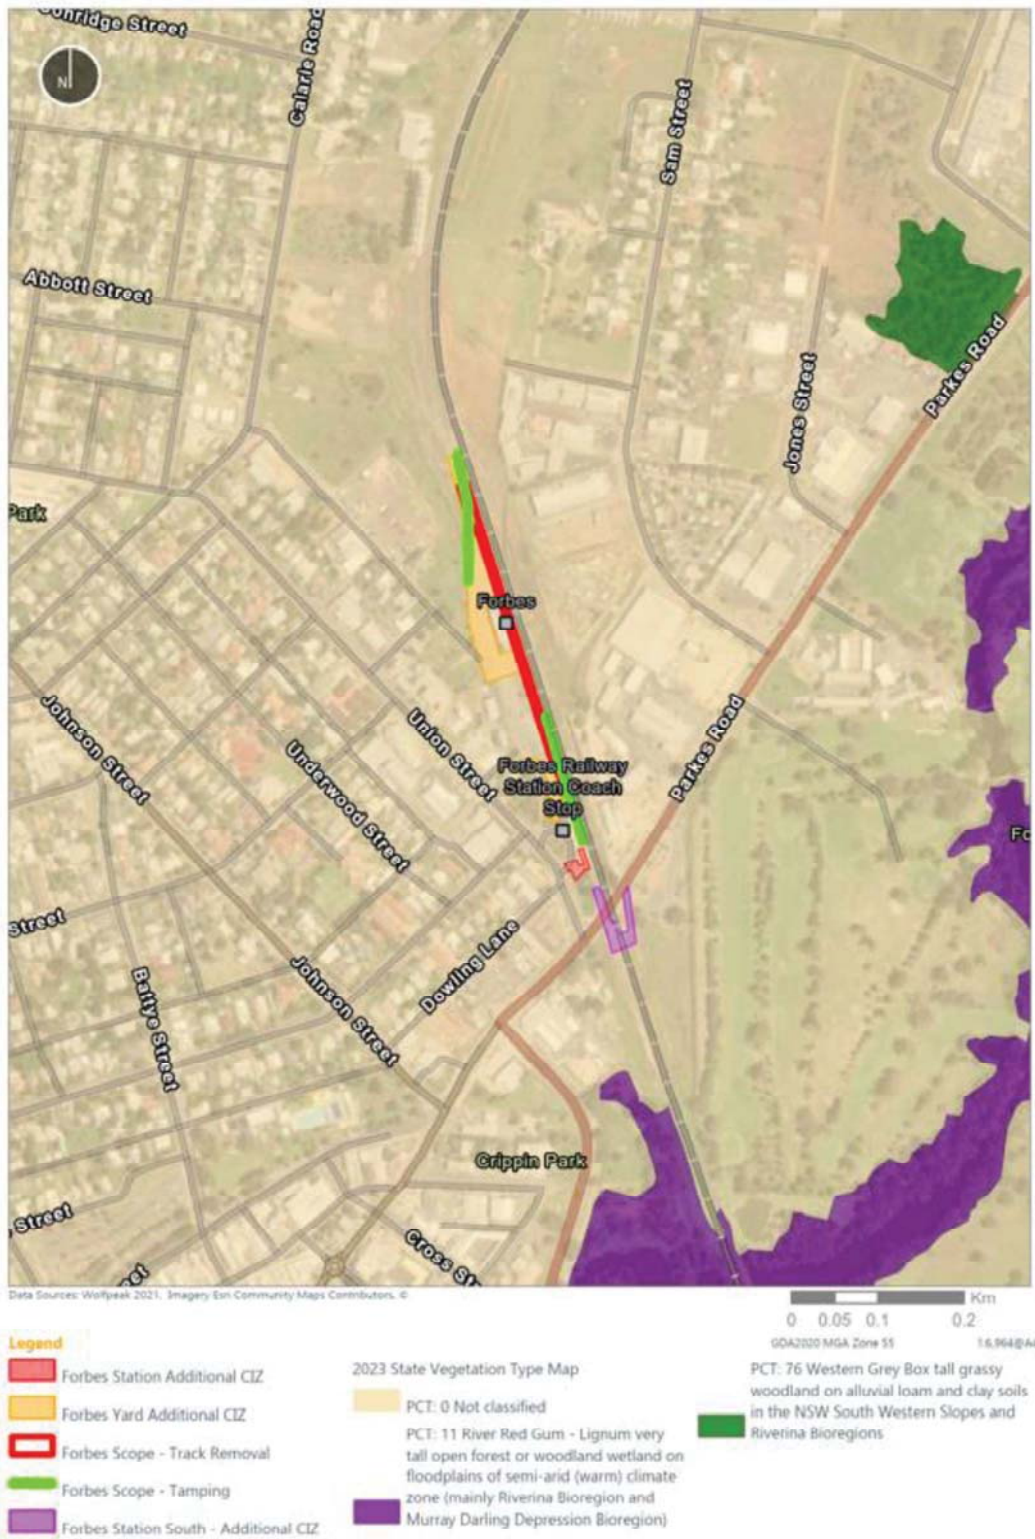 Calarie Road
N
Sam Street
Abbott Street
Parkes Road
Jones Street
Park
Forbes
Johnson Street
Union Street
Parkes Road
Underwood Street
Forbes Railway
Station Coach
Stop
Fo
Street
Dowling Lane
Johnson Street
Battye Street
Crippin Park
Street
Cross St
et
Data Sources: Wolfpeak 2021, Imagery Esri Community Maps Contributors, ©
Km
0 0.05 0.1 0.2
GDA2020 MGA Zone 55
Legend
Forbes Station Additional CIZ
Forbes Yard Additional CIZ
Forbes Scope - Track Removal
Forbes Scope - Tamping
Forbes Station South - Additional CIZ
2023 State Vegetation Type Map
PCT: 0 Not classified
PCT: 11 River Red Gum - Lignum very
tall open forest or woodland wetland on
floodplains of semi-arid (warm) climate
zone (mainly Riverina Bioregion and
Murray Darling Depression Bioregion)
PCT: 76 Western Grey Box tall grassy
woodland on alluvial loam and clay soils
in the NSW South Western Slopes and
Riverina Bioregions